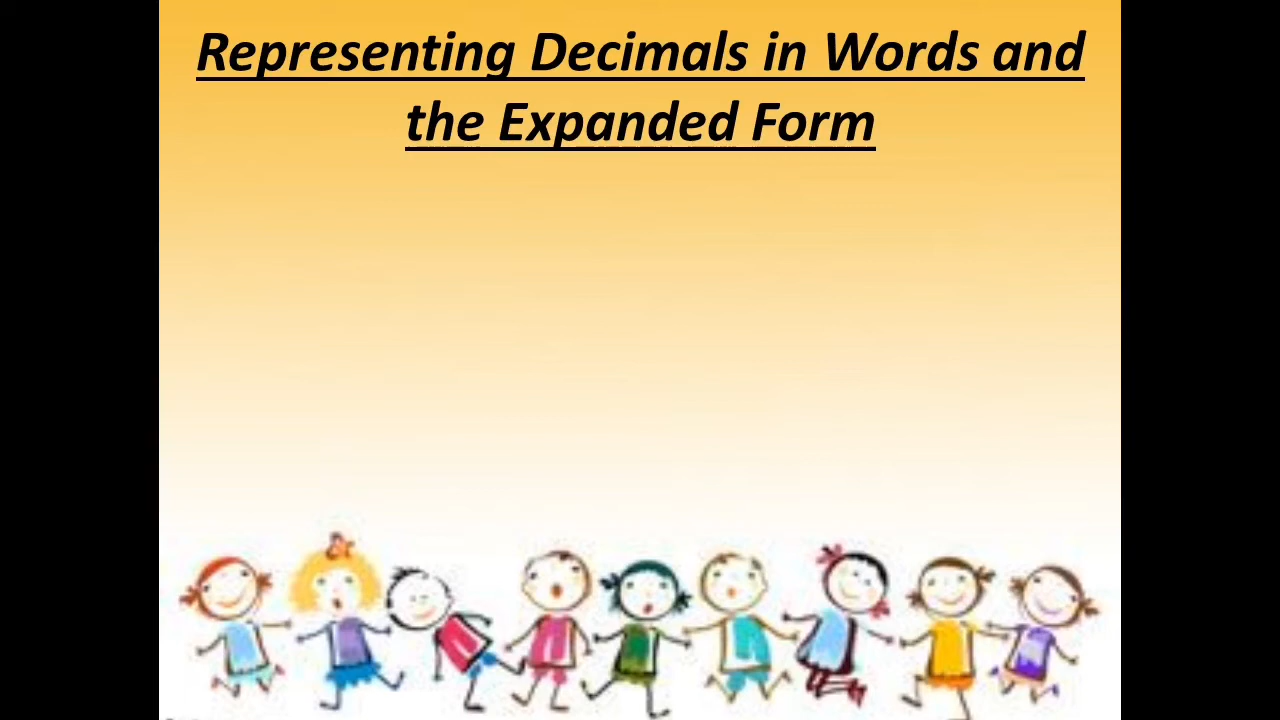 Representing Decimals in Words and
the Expanded Form